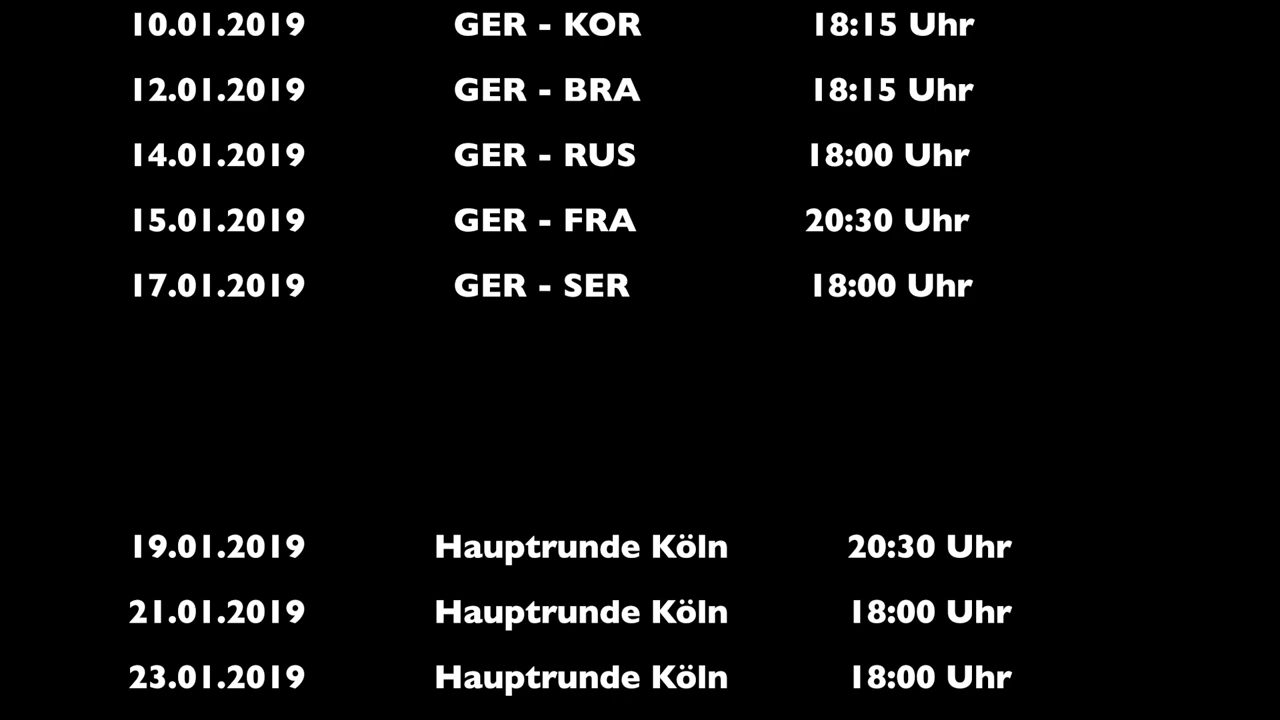 10.01.2019 GER - KOR 18:15 Uhr
12.01.2019 GER - BRA 18:15 Uhr
14.01.2019 GER - RUS 18:00 Uhr
15.01.2019 GER - FRA 20:30 Uhr
17.01.2019 GER - SER 18:00 Uhr
19.01.2019 Hauptrunde Köln 20:30 Uhr
21.01.2019 Hauptrunde Köln 18:00 Uhr
23.01.2019 Hauptrunde Köln 18:00 Uhr